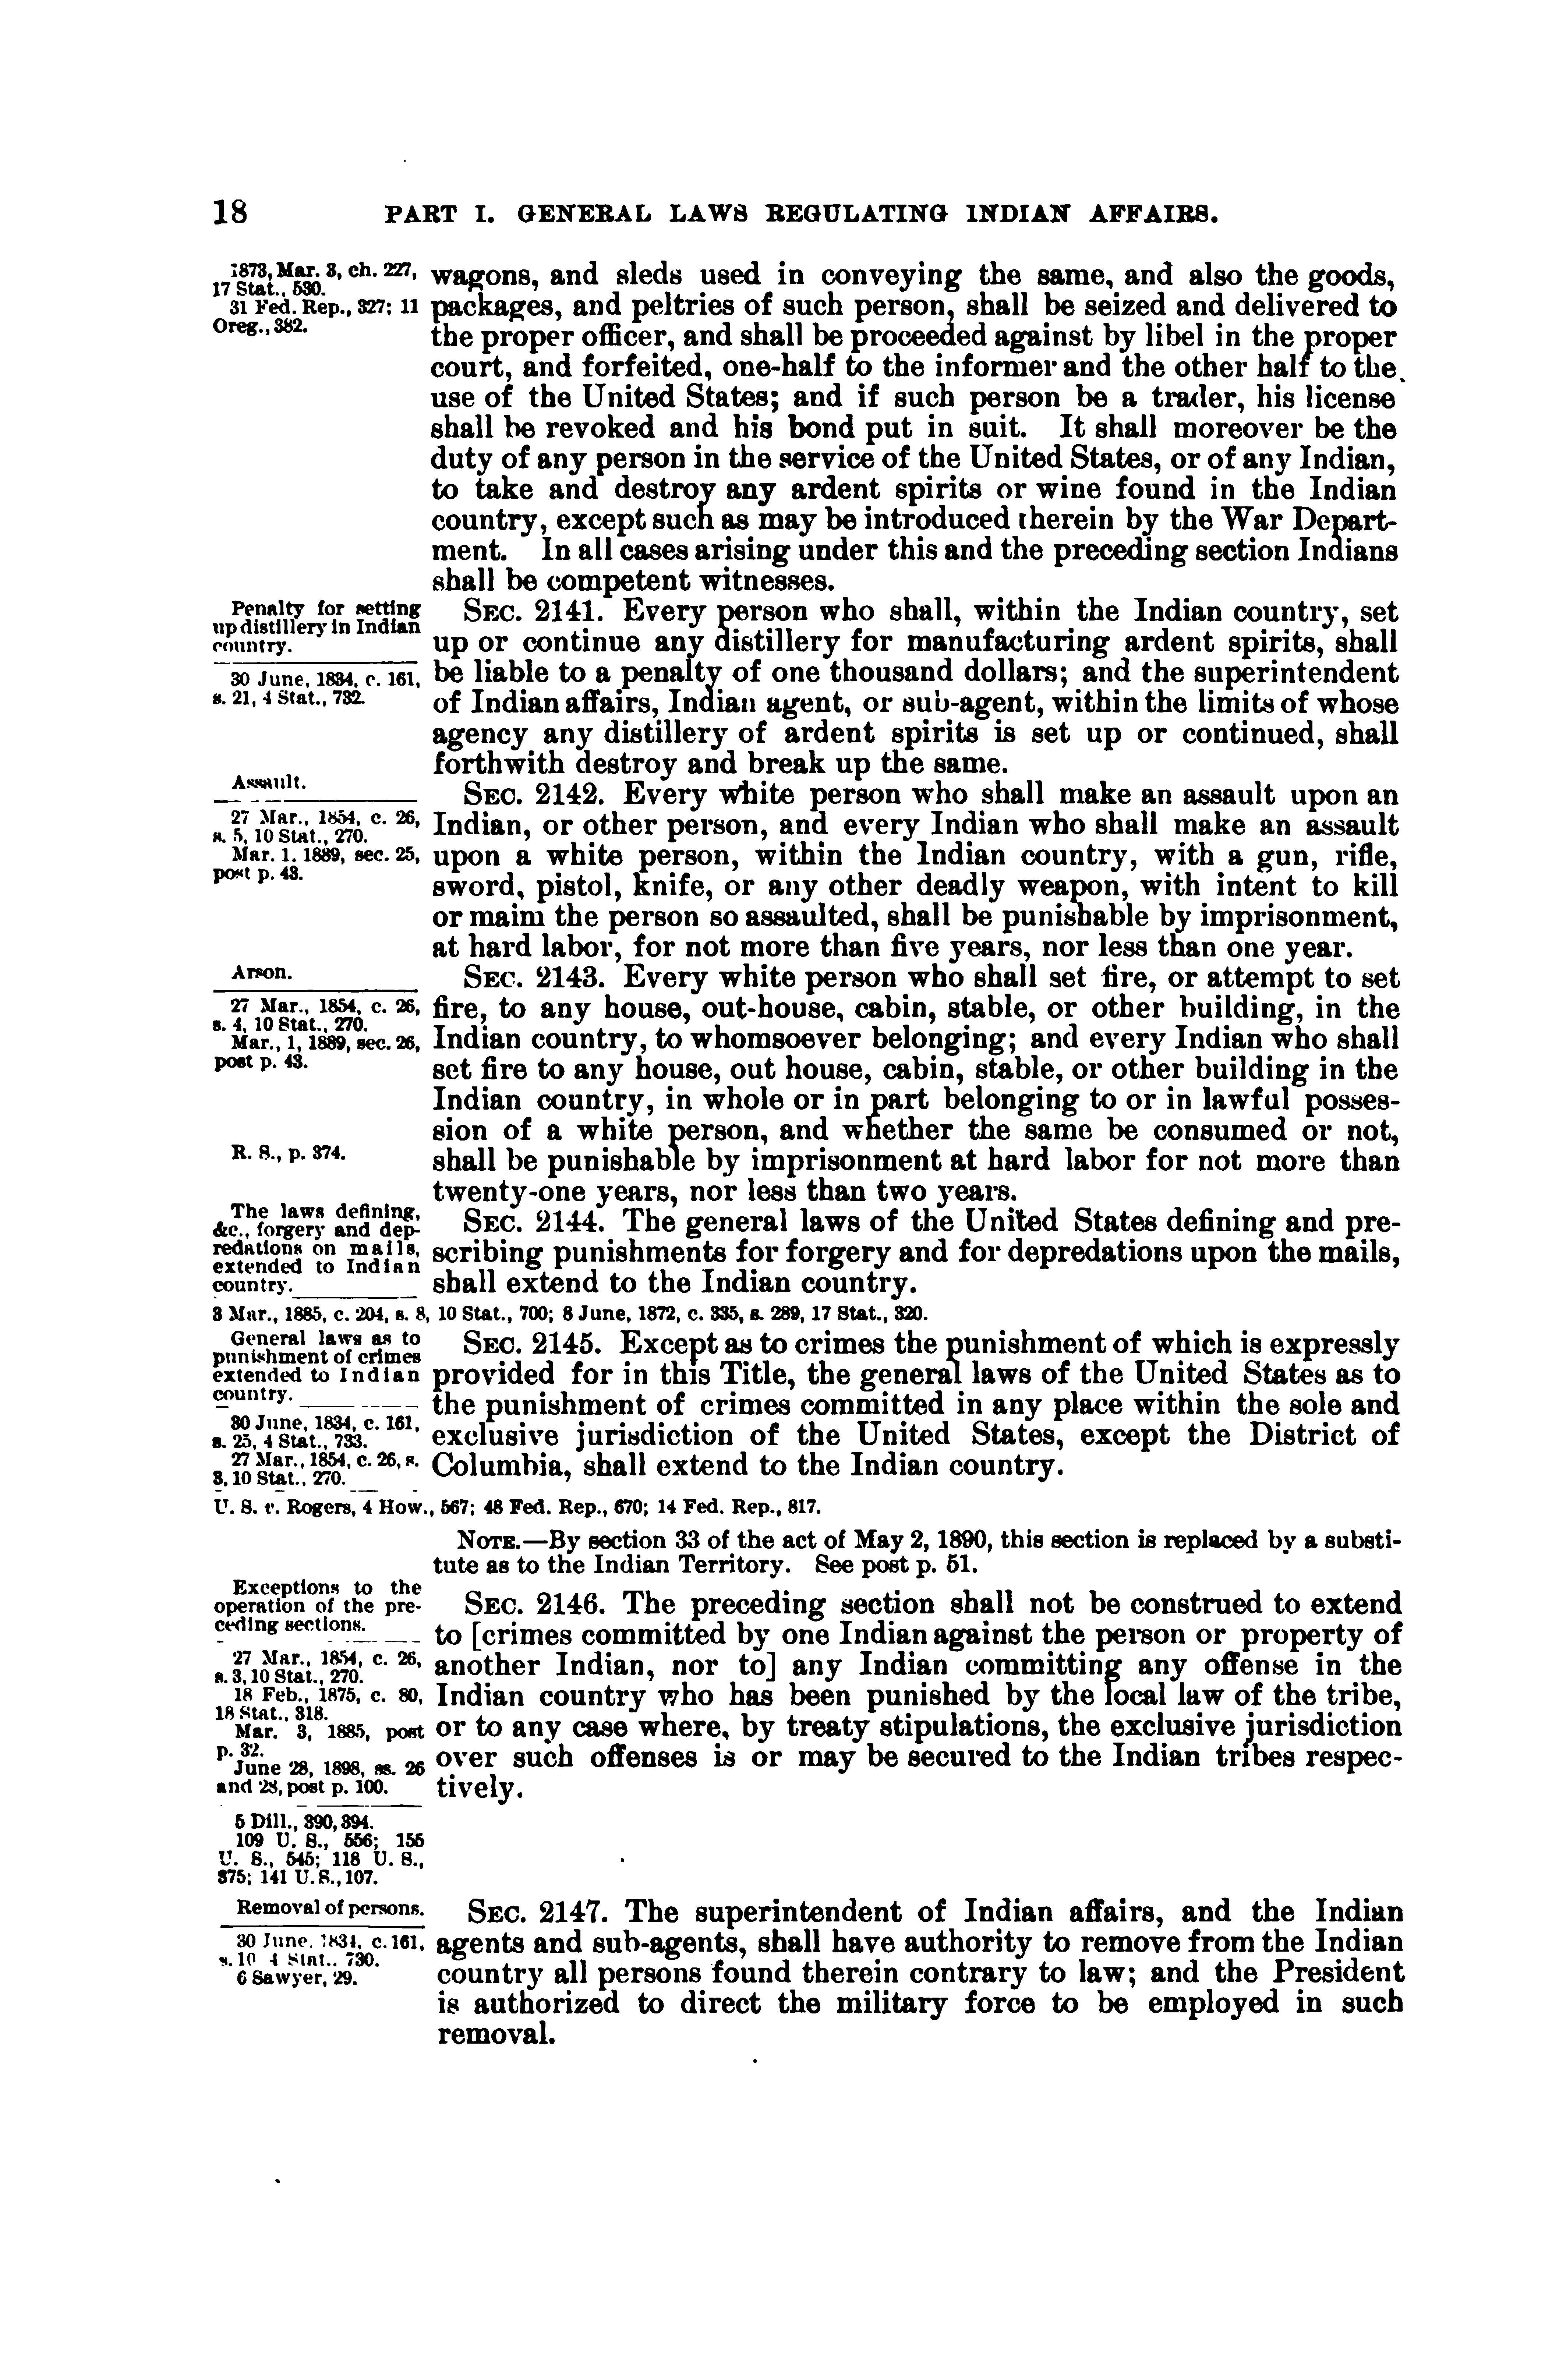 18 PART I. GENERAL LAWS REGULATING INDIAN AFFAIRS.
1873, Mar. 3, ch. 227,
17 Stat., 530.
31 Fed. Rep., 327; 11
Oreg., 382.
wagons, and sleds used in conveying the same, and also the goods,
packages, and peltries of such person, shall be seized and delivered to
the proper officer, and shall be proceeded against by libel in the proper
court, and forfeited, one-half to the informer and the other half to the
use of the United States; and if such person be a trader, his license
shall be revoked and his bond put in suit. It shall moreover be the
duty of any person in the service of the United States, or of any Indian,
to take and destroy any ardent spirits or wine found in the Indian
country, except such as may be introduced therein by the War Depart-
ment. In all cases arising under this and the preceding section Indians
shall be competent witnesses.
Penalty for setting
up distillery in Indian
country.
30 June, 1834, c. 161,
s. 21, 4 Stat., 732.
SEC. 2141. Every person who shall, within the Indian country, set
up or continue any distillery for manufacturing ardent spirits, shall
be liable to a penalty of one thousand dollars; and the superintendent
of Indian affairs, Indian agent, or sub-agent, within the limits of whose
agency any distillery of ardent spirits is set up or continued, shall
forthwith destroy and break up the same.
Assault.
27 Mar., 1854, c. 26,
s. 5, 10 Stat., 270.
Mar. 1, 1889, sec. 25,
post p. 43.
SEC. 2142. Every white person who shall make an assault upon an
Indian, or other person, and every Indian who shall make an assault
upon a white person, within the Indian country, with a gun, rifle,
sword, pistol, knife, or any other deadly weapon, with intent to kill
or maim the person so assaulted, shall be punishable by imprisonment,
at hard labor, for not more than five years, nor less than one year.
Arson.
27 Mar., 1854, c. 26,
s. 4, 10 Stat., 270.
Mar., 1, 1889, sec. 26,
post p. 43.
R. S., p. 374.
SEC. 2143. Every white person who shall set fire, or attempt to set
fire, to any house, out-house, cabin, stable, or other building, in the
Indian country, to whomsoever belonging; and every Indian who shall
set fire to any house, out house, cabin, stable, or other building in the
Indian country, in whole or in part belonging to or in lawful posses-
sion of a white person, and whether the same be consumed or not,
shall be punishable by imprisonment at hard labor for not more than
twenty-one years, nor less than two years.
The laws defining,
&c., forgery and dep-
redations on mails,
extended to Indian
country.
SEC. 2144. The general laws of the United States defining and pre-
scribing punishments for forgery and for depredations upon the mails,
shall extend to the Indian country.
3 Mar., 1885, c. 204, s. 8, 10 Stat., 700; 8 June, 1872, c. 335, s. 289, 17 Stat., 320.
General laws as to
punishment of crimes
extended to Indian
country.
30 June, 1834, c. 161,
s. 25, 4 Stat., 733.
27 Mar., 1854, c. 26, s.
3, 10 Stat., 270.
SEC. 2145. Except as to crimes the punishment of which is expressly
provided for in this Title, the general laws of the United States as to
the punishment of crimes committed in any place within the sole and
exclusive jurisdiction of the United States, except the District of
Columbia, shall extend to the Indian country.
U. S. v. Rogers, 4 How., 567; 48 Fed. Rep., 670; 14 Fed. Rep., 817.
NOTE.—By section 33 of the act of May 2, 1890, this section is replaced by a substi-
tute as to the Indian Territory. See post p. 51.
Exceptions to the
operation of the pre-
ceding sections.
27 Mar., 1854, c. 26,
s. 3, 10 Stat., 270.
18 Feb., 1875, c. 80,
18 Stat., 318.
Mar. 3, 1885, post
p. 32.
June 28, 1898, ss. 26
and 28, post p. 100.
5 Dill., 390, 394.
109 U. S., 556; 155
U. S., 545; 118 U. S.,
375; 141 U. S., 107.
SEC. 2146. The preceding section shall not be construed to extend
to [crimes committed by one Indian against the person or property of
another Indian, nor to] any Indian committing any offense in the
Indian country who has been punished by the local law of the tribe,
or to any case where, by treaty stipulations, the exclusive jurisdiction
over such offenses is or may be secured to the Indian tribes respec-
tively.
Removal of persons.
30 June, 1834, c. 161,
s. 10 4 Stat., 730.
6 Sawyer, 29.
SEC. 2147. The superintendent of Indian affairs, and the Indian
agents and sub-agents, shall have authority to remove from the Indian
country all persons found therein contrary to law; and the President
is authorized to direct the military force to be employed in such
removal.